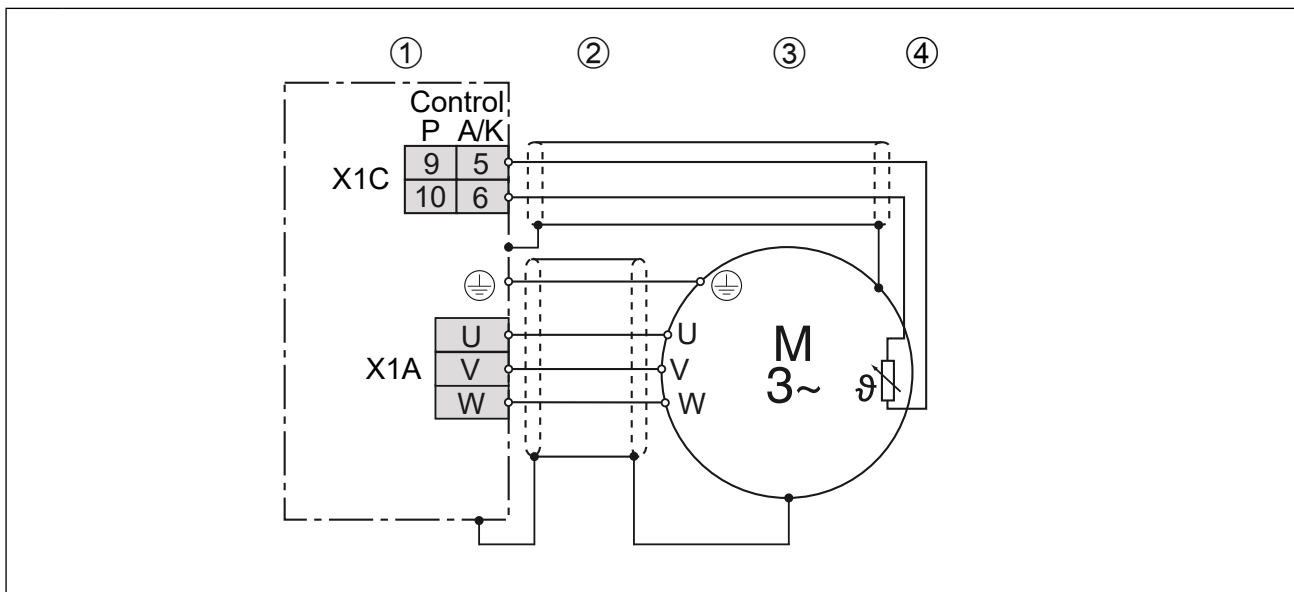 ① ② ③ ④
Control
P A/K
X1C
9 5
10 6
U
V
W
X1A
U
V
W
M
3~
ϑ